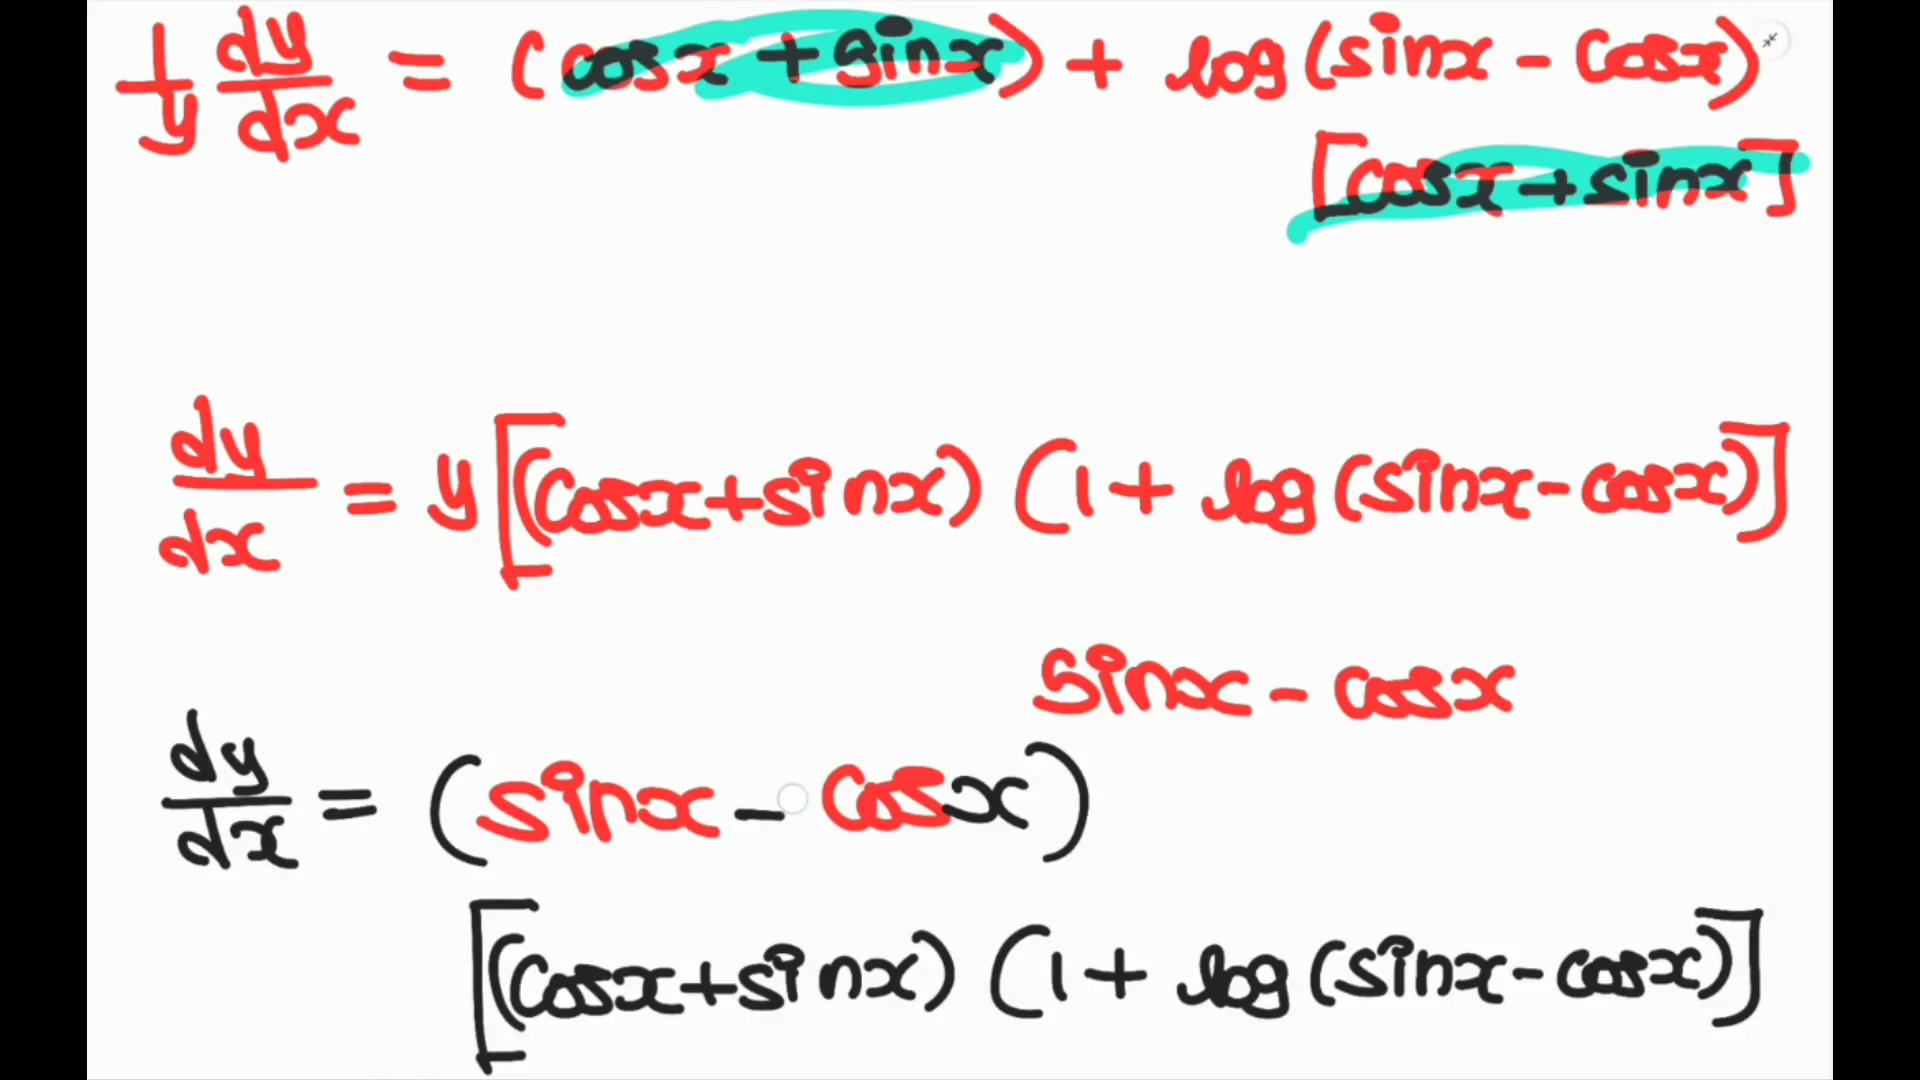 1/y dy/dx = (cosx + sinx) + log(sinx - cosx)
[cosx + sinx]
dy/dx = y[(cosx+sinx) (1 + log(sinx-cosx)]
sinx - cosx
dy/dx = (sinx - cosx)
[(cosx+sinx) (1 + log(sinx-cosx)]